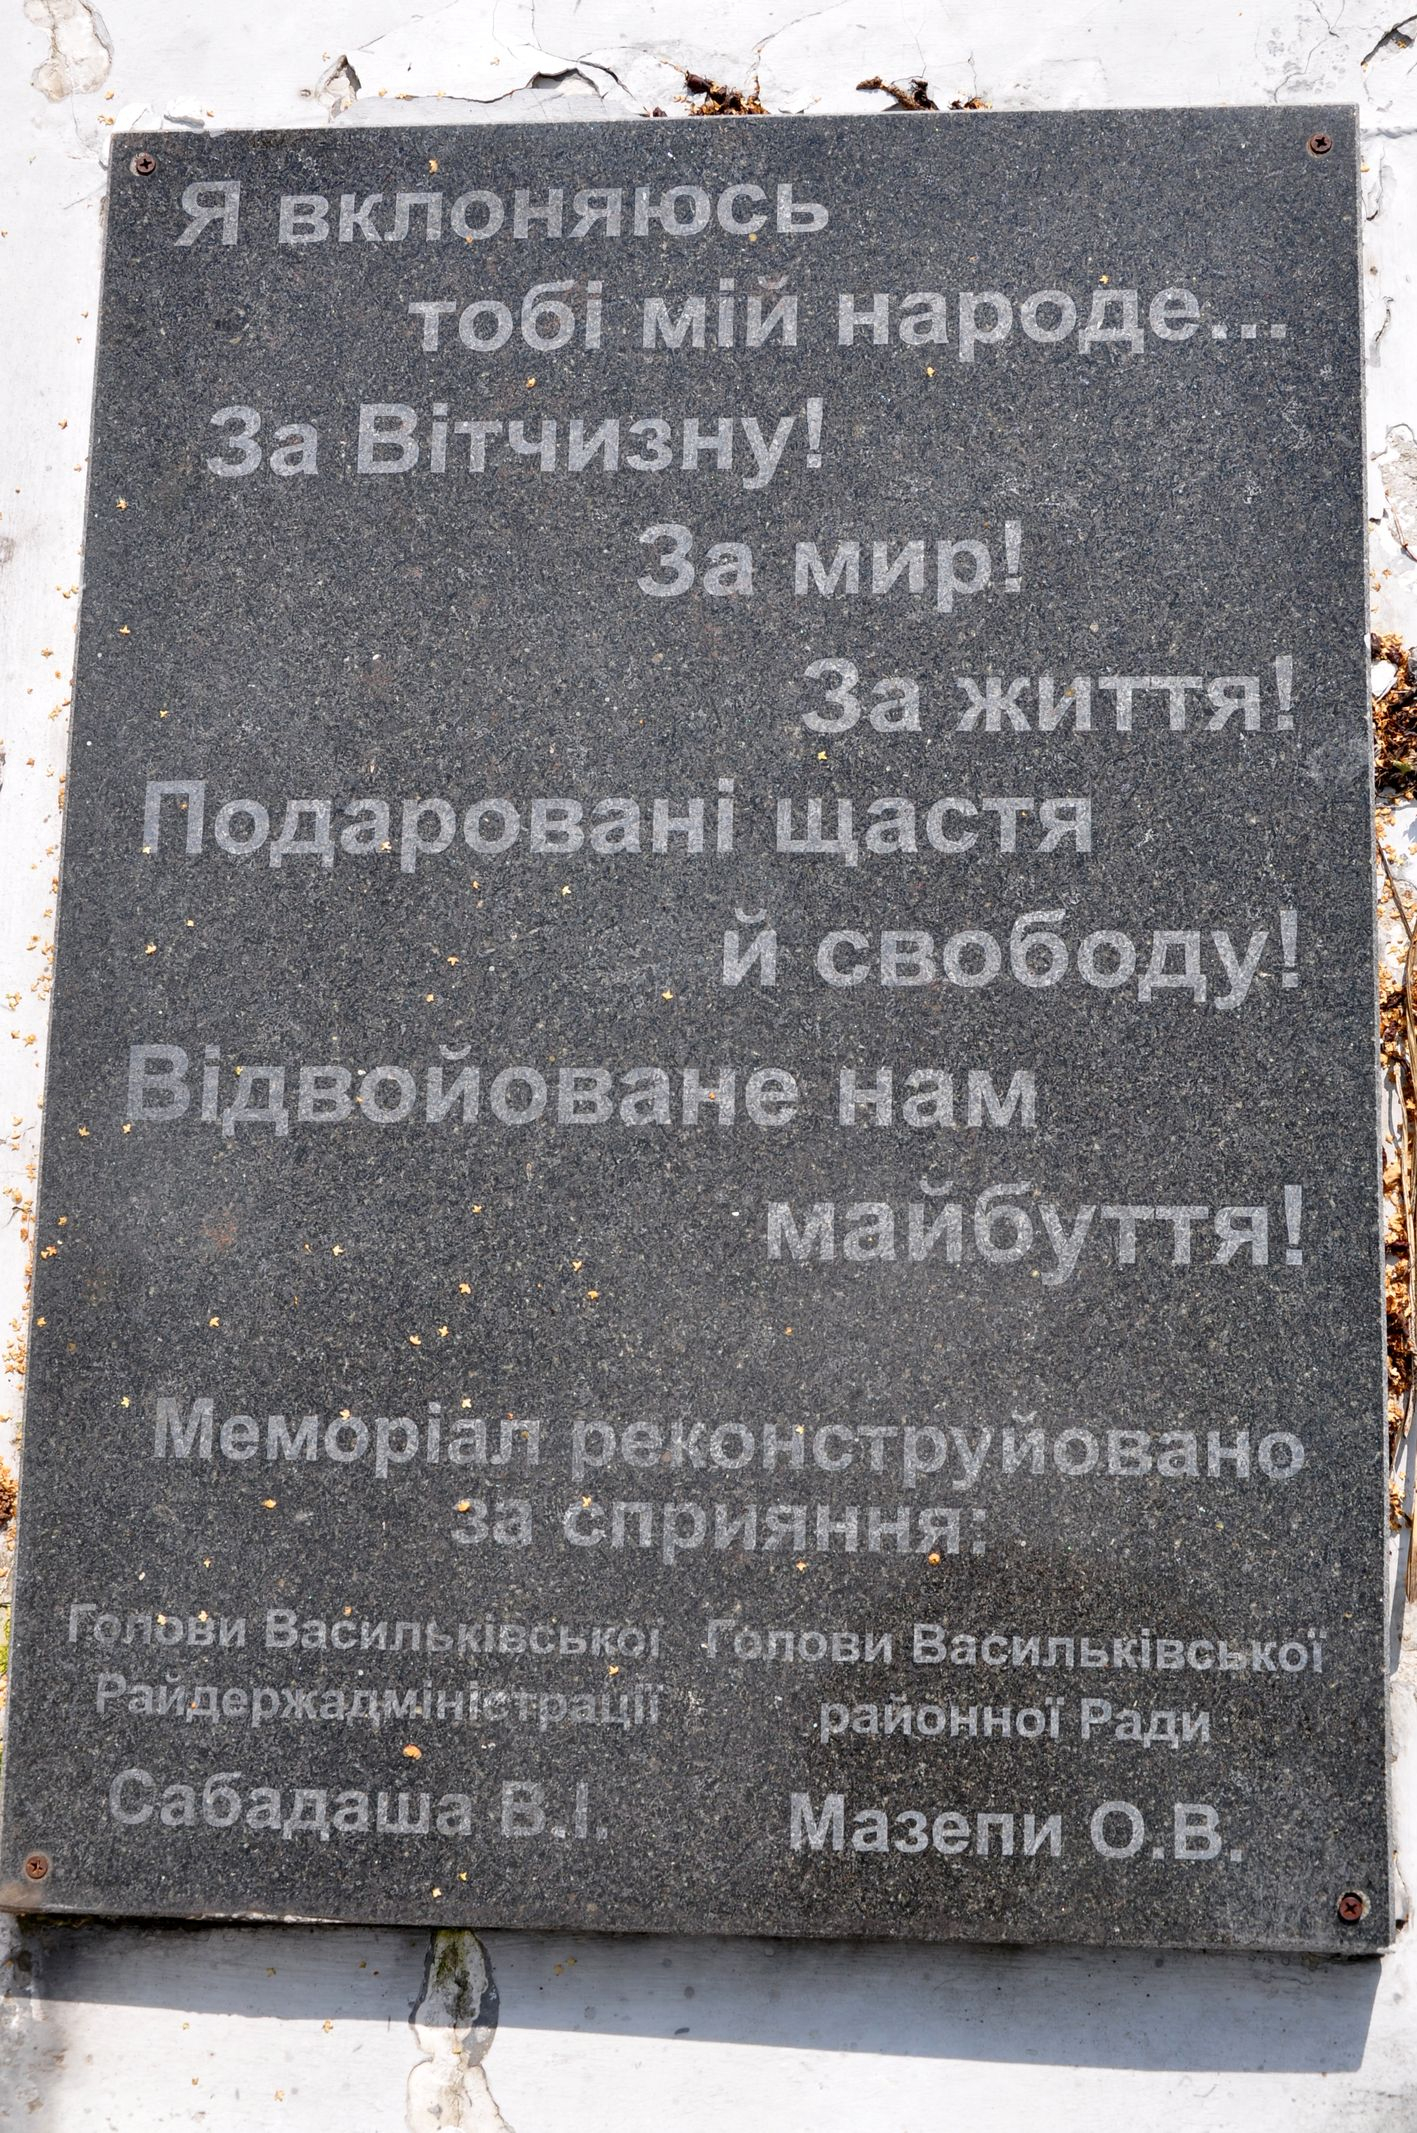 Я вклоняюсь
тобі мій народе...
За Вітчизну!
За мир!
За життя!
Подаровані щастя
й свободу!
Відвойоване нам
майбуття!
Меморіал реконструйовано
за сприяння:
Голови Васильківської
Райдержадміністрації
Сабадаша В.І.
Голови Васильківської
районної Ради
Мазепи О.В.